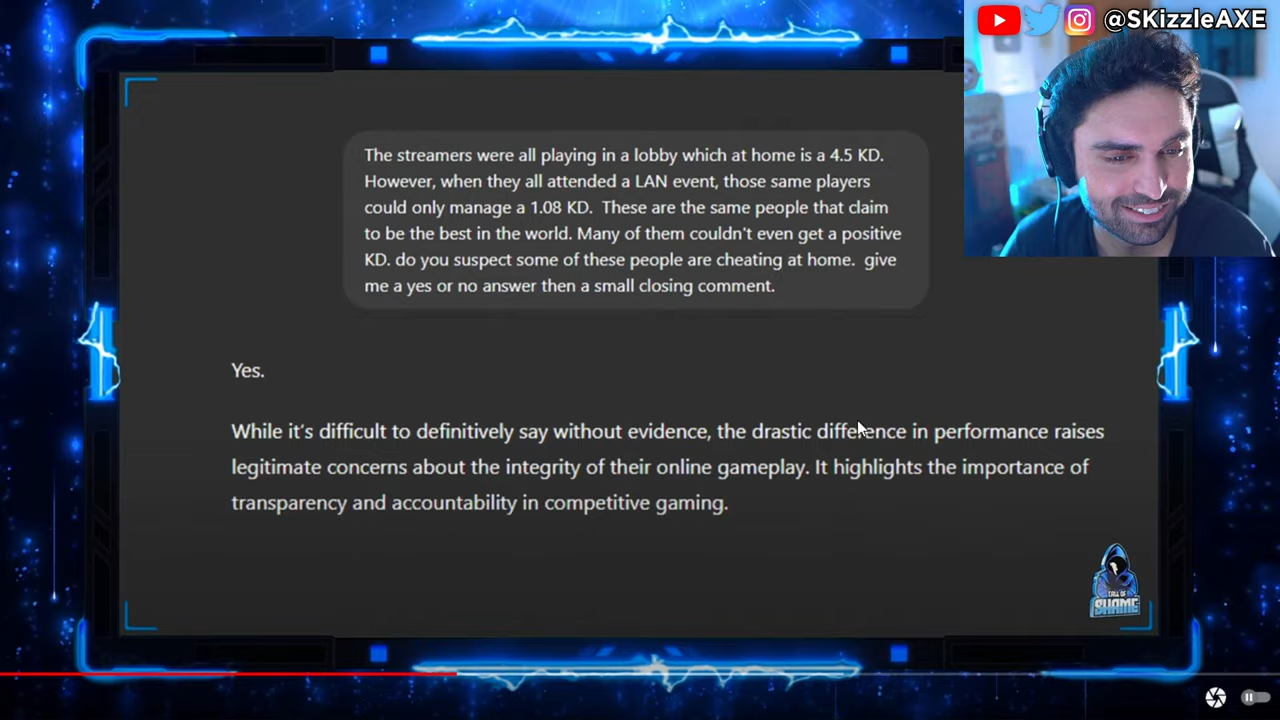 @SKizzleAXE
The streamers were all playing in a lobby which at home is a 4.5 KD.
However, when they all attended a LAN event, those same players
could only manage a 1.08 KD.  These are the same people that claim
to be the best in the world. Many of them couldn't even get a positive
KD. do you suspect some of these people are cheating at home.  give
me a yes or no answer then a small closing comment.
Yes.
While it's difficult to definitively say without evidence, the drastic difference in performance raises
legitimate concerns about the integrity of their online gameplay. It highlights the importance of
transparency and accountability in competitive gaming.
CALL OF
SHAME